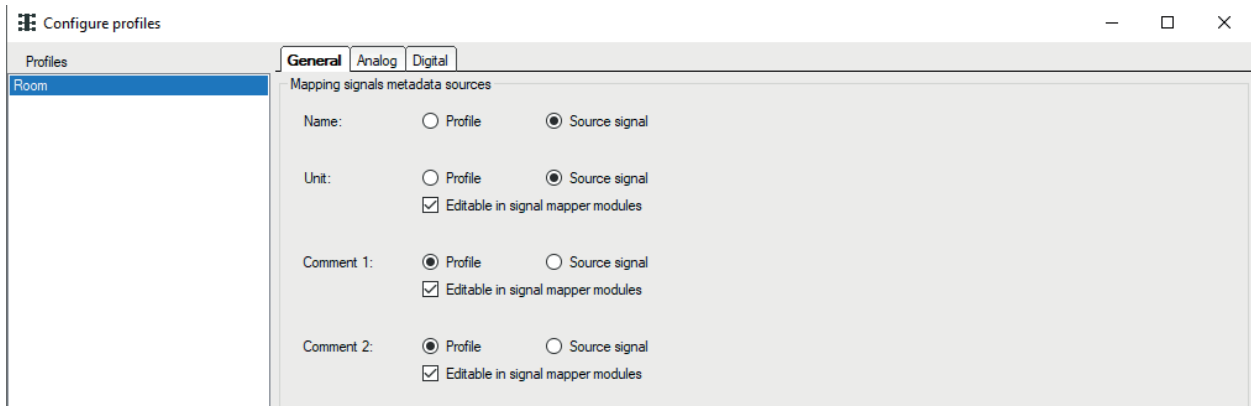 Configure profiles
Profiles
General Analog Digital
Room
Mapping signals metadata sources
Name: Profile Source signal
Unit: Profile Source signal
Editable in signal mapper modules
Comment 1: Profile Source signal
Editable in signal mapper modules
Comment 2: Profile Source signal
Editable in signal mapper modules